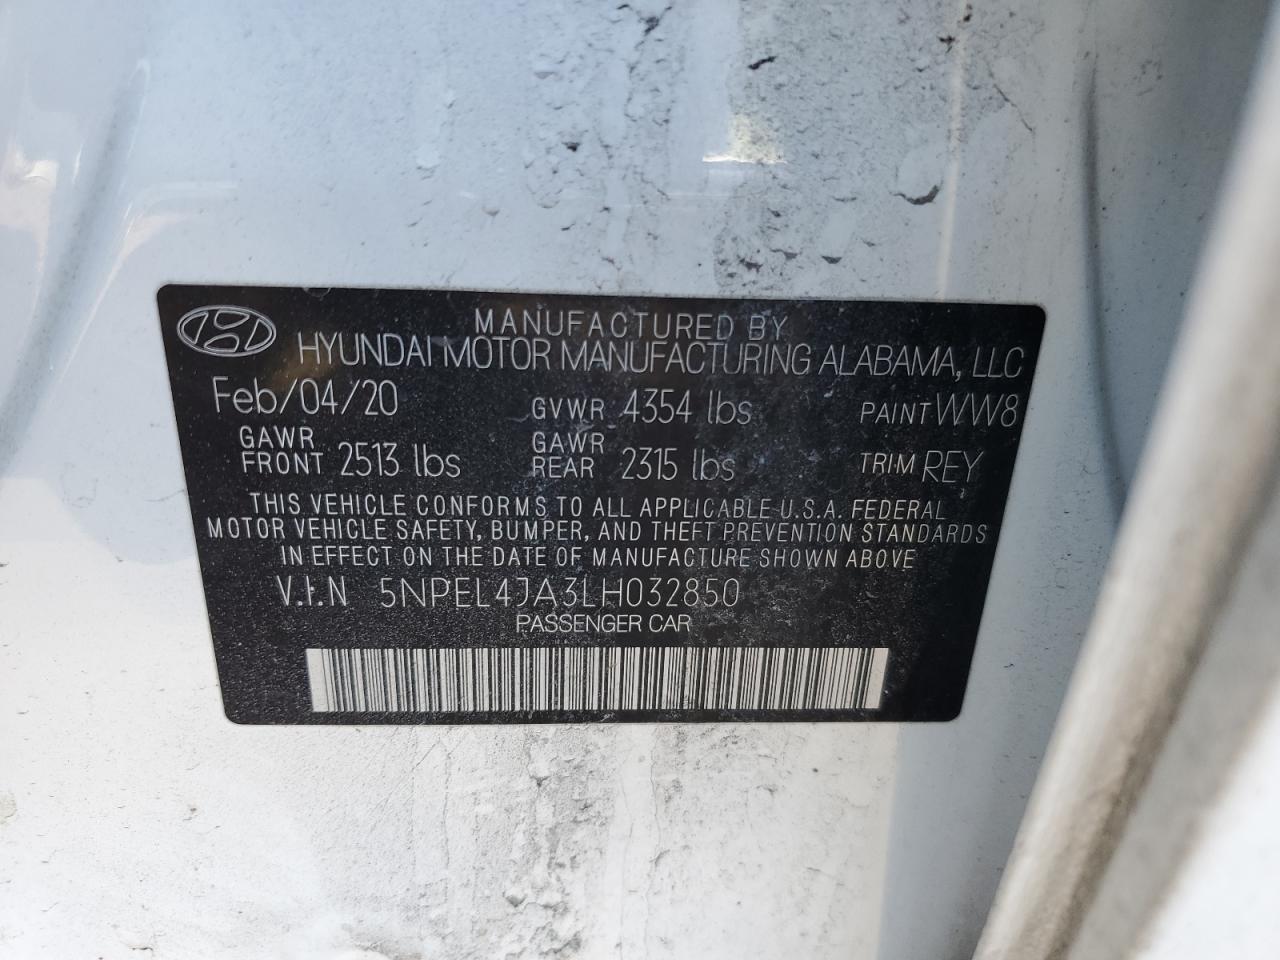 MANUFACTURED BY
HYUNDAI MOTOR MANUFACTURING ALABAMA, LLC
Feb/04/20 GVWR 4354 lbs PAINT WW8
GAWR FRONT 2513 lbs GAWR REAR 2315 lbs TRIM REY
THIS VEHICLE CONFORMS TO ALL APPLICABLE U.S.A. FEDERAL
MOTOR VEHICLE SAFETY, BUMPER, AND THEFT PREVENTION STANDARDS
IN EFFECT ON THE DATE OF MANUFACTURE SHOWN ABOVE
V.I.N 5NPEL4JA3LH032850
PASSENGER CAR